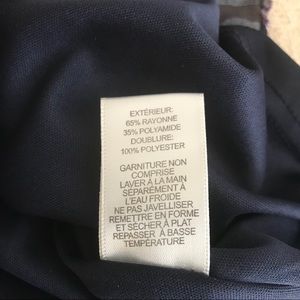 EXTÉRIEUR:
65% RAYONNE
35% POLYAMIDE
DOUBLURE:
100% POLYESTER
GARNITURE NON
COMPRISE
LAVER À LA MAIN
SÉPARÉMENT À
L'EAU FROIDE
NE PAS JAVELLISER
REMETTRE EN FORME
ET SÉCHER À PLAT
REPASSER À BASSE
TEMPÉRATURE